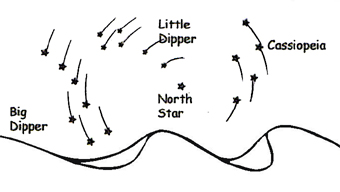 Little
Dipper
Cassiopeia
North
Star
Big
Dipper